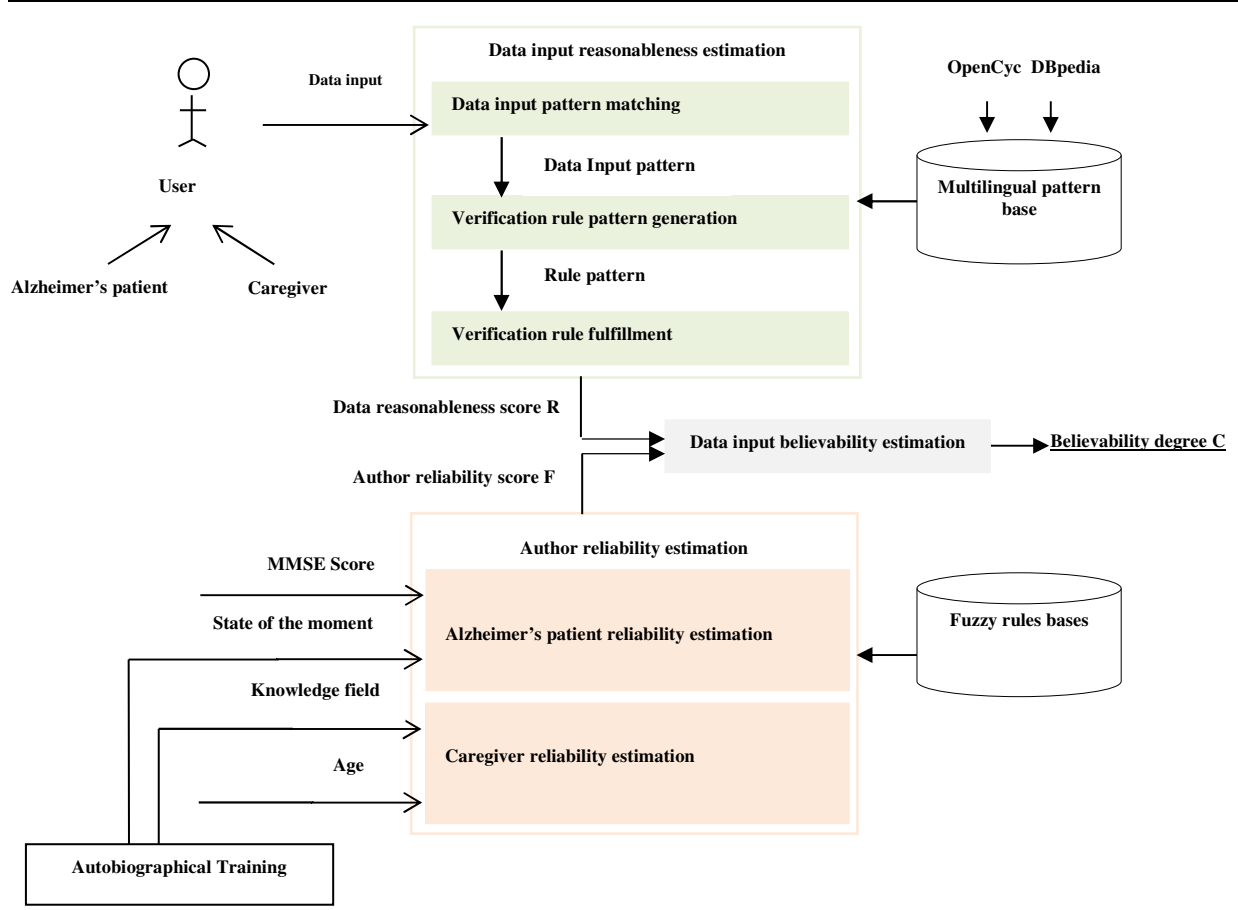 Data input reasonableness estimation
Data input
OpenCyc DBpedia
Data input pattern matching
Data Input pattern
User
Multilingual pattern
base
Verification rule pattern generation
Rule pattern
Alzheimer’s patient
Caregiver
Verification rule fulfillment
Data reasonableness score R
Data input believability estimation
Believability degree C
Author reliability score F
Author reliability estimation
MMSE Score
State of the moment
Alzheimer’s patient reliability estimation
Fuzzy rules bases
Knowledge field
Caregiver reliability estimation
Age
Autobiographical Training